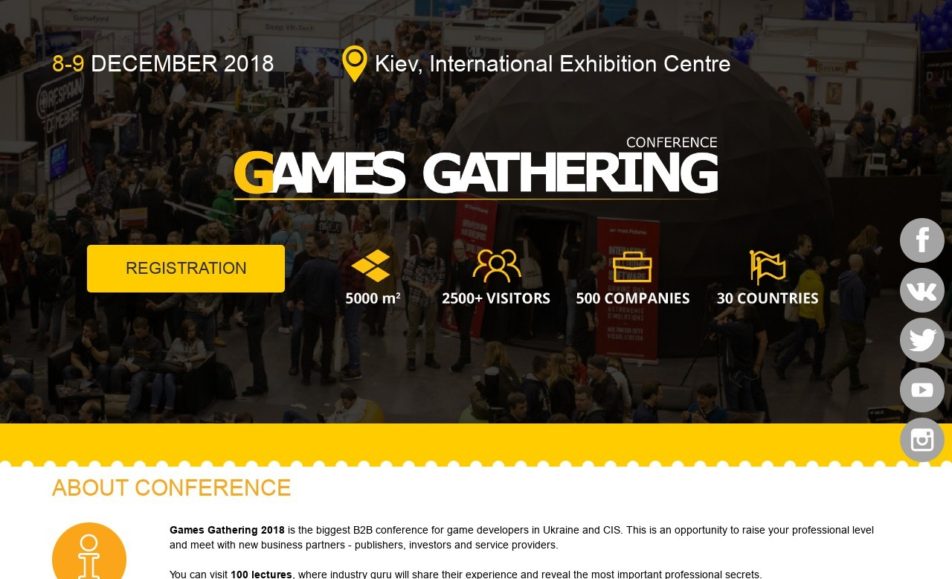 8-9 DECEMBER 2018
Kiev, International Exhibition Centre
CONFERENCE
GAMES GATHERING
REGISTRATION
5000 m²
2500+ VISITORS
500 COMPANIES
30 COUNTRIES
ABOUT CONFERENCE
Games Gathering 2018 is the biggest B2B conference for game developers in Ukraine and CIS. This is an opportunity to raise your professional level
and meet with new business partners - publishers, investors and service providers.
You can visit 100 lectures, where industry guru will share their experience and reveal the most important professional secrets.